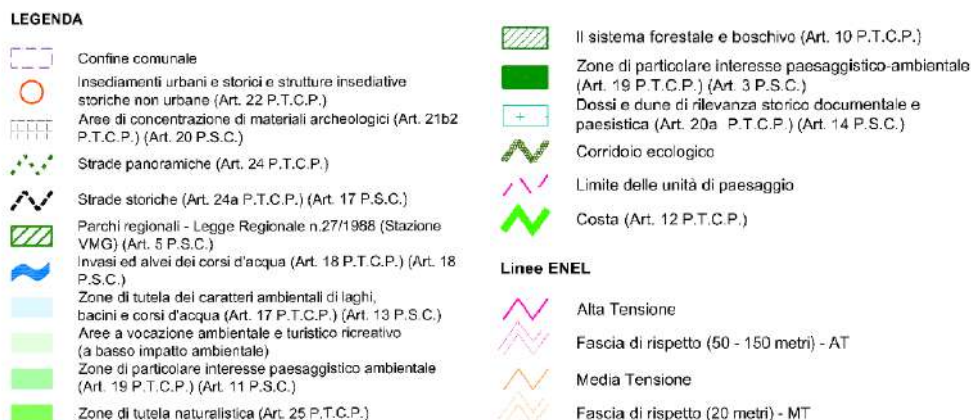 LEGENDA
Confine comunale
Insediamenti urbani e storici e strutture insediative
storiche non urbane (Art. 22 P.T.C.P.)
Aree di concentrazione di materiali archeologici (Art. 21b2
P.T.C.P.) (Art. 20 P.S.C.)
Strade panoramiche (Art. 24 P.T.C.P.)
Strade storiche (Art. 24a P.T.C.P.) (Art. 17 P.S.C.)
Parchi regionali - Legge Regionale n.27/1988 (Stazione
VMG) (Art. 5 P.S.C.)
Invasi ed alvei dei corsi d'acqua (Art. 18 P.T.C.P.) (Art. 18
P.S.C.)
Zone di tutela dei caratteri ambientali di laghi,
bacini e corsi d'acqua (Art. 17 P.T.C.P.) (Art. 13 P.S.C.)
Aree a vocazione ambientale e turistico ricreativo
(a basso impatto ambientale)
Zone di particolare interesse paesaggistico ambientale
(Art. 19 P.T.C.P.) (Art. 11 P.S.C.)
Zone di tutela naturalistica (Art. 25 P.T.C.P.)
Il sistema forestale e boschivo (Art. 10 P.T.C.P.)
Zone di particolare interesse paesaggistico-ambientale
(Art. 19 P.T.C.P.) (Art. 3 P.S.C.)
Dossi e dune di rilevanza storico documentale e
paesistica (Art. 20a P.T.C.P.) (Art. 14 P.S.C.)
Corridoio ecologico
Limite delle unità di paesaggio
Costa (Art. 12 P.T.C.P.)
Linee ENEL
Alta Tensione
Fascia di rispetto (50 - 150 metri) - AT
Media Tensione
Fascia di rispetto (20 metri) - MT